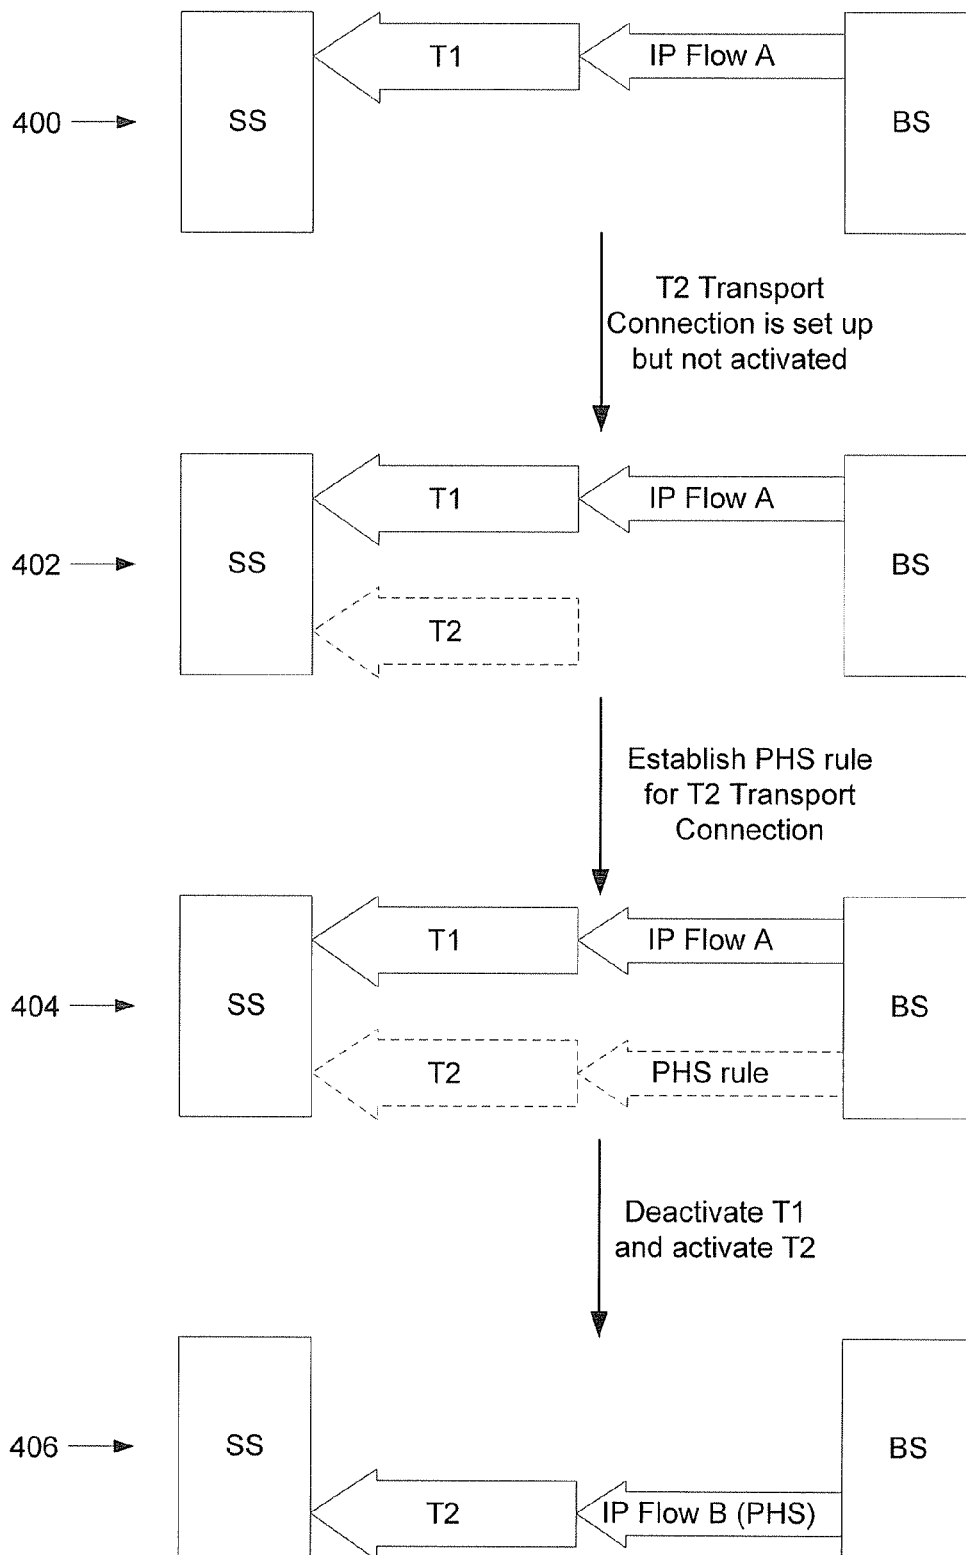 T1
IP Flow A
400
SS
BS
T2 Transport
Connection is set up
but not activated
T1
IP Flow A
402
SS
BS
T2
Establish PHS rule
for T2 Transport
Connection
T1
IP Flow A
404
SS
BS
T2
PHS rule
Deactivate T1
and activate T2
406
SS
BS
T2
IP Flow B (PHS)